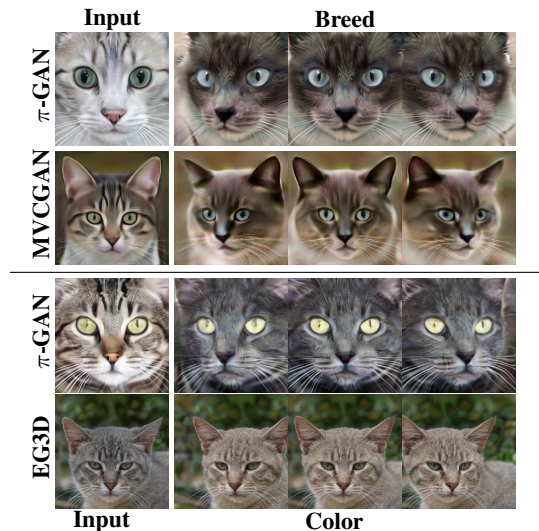 Input Breed
π-GAN
MVCGAN
π-GAN
EG3D
Input Color